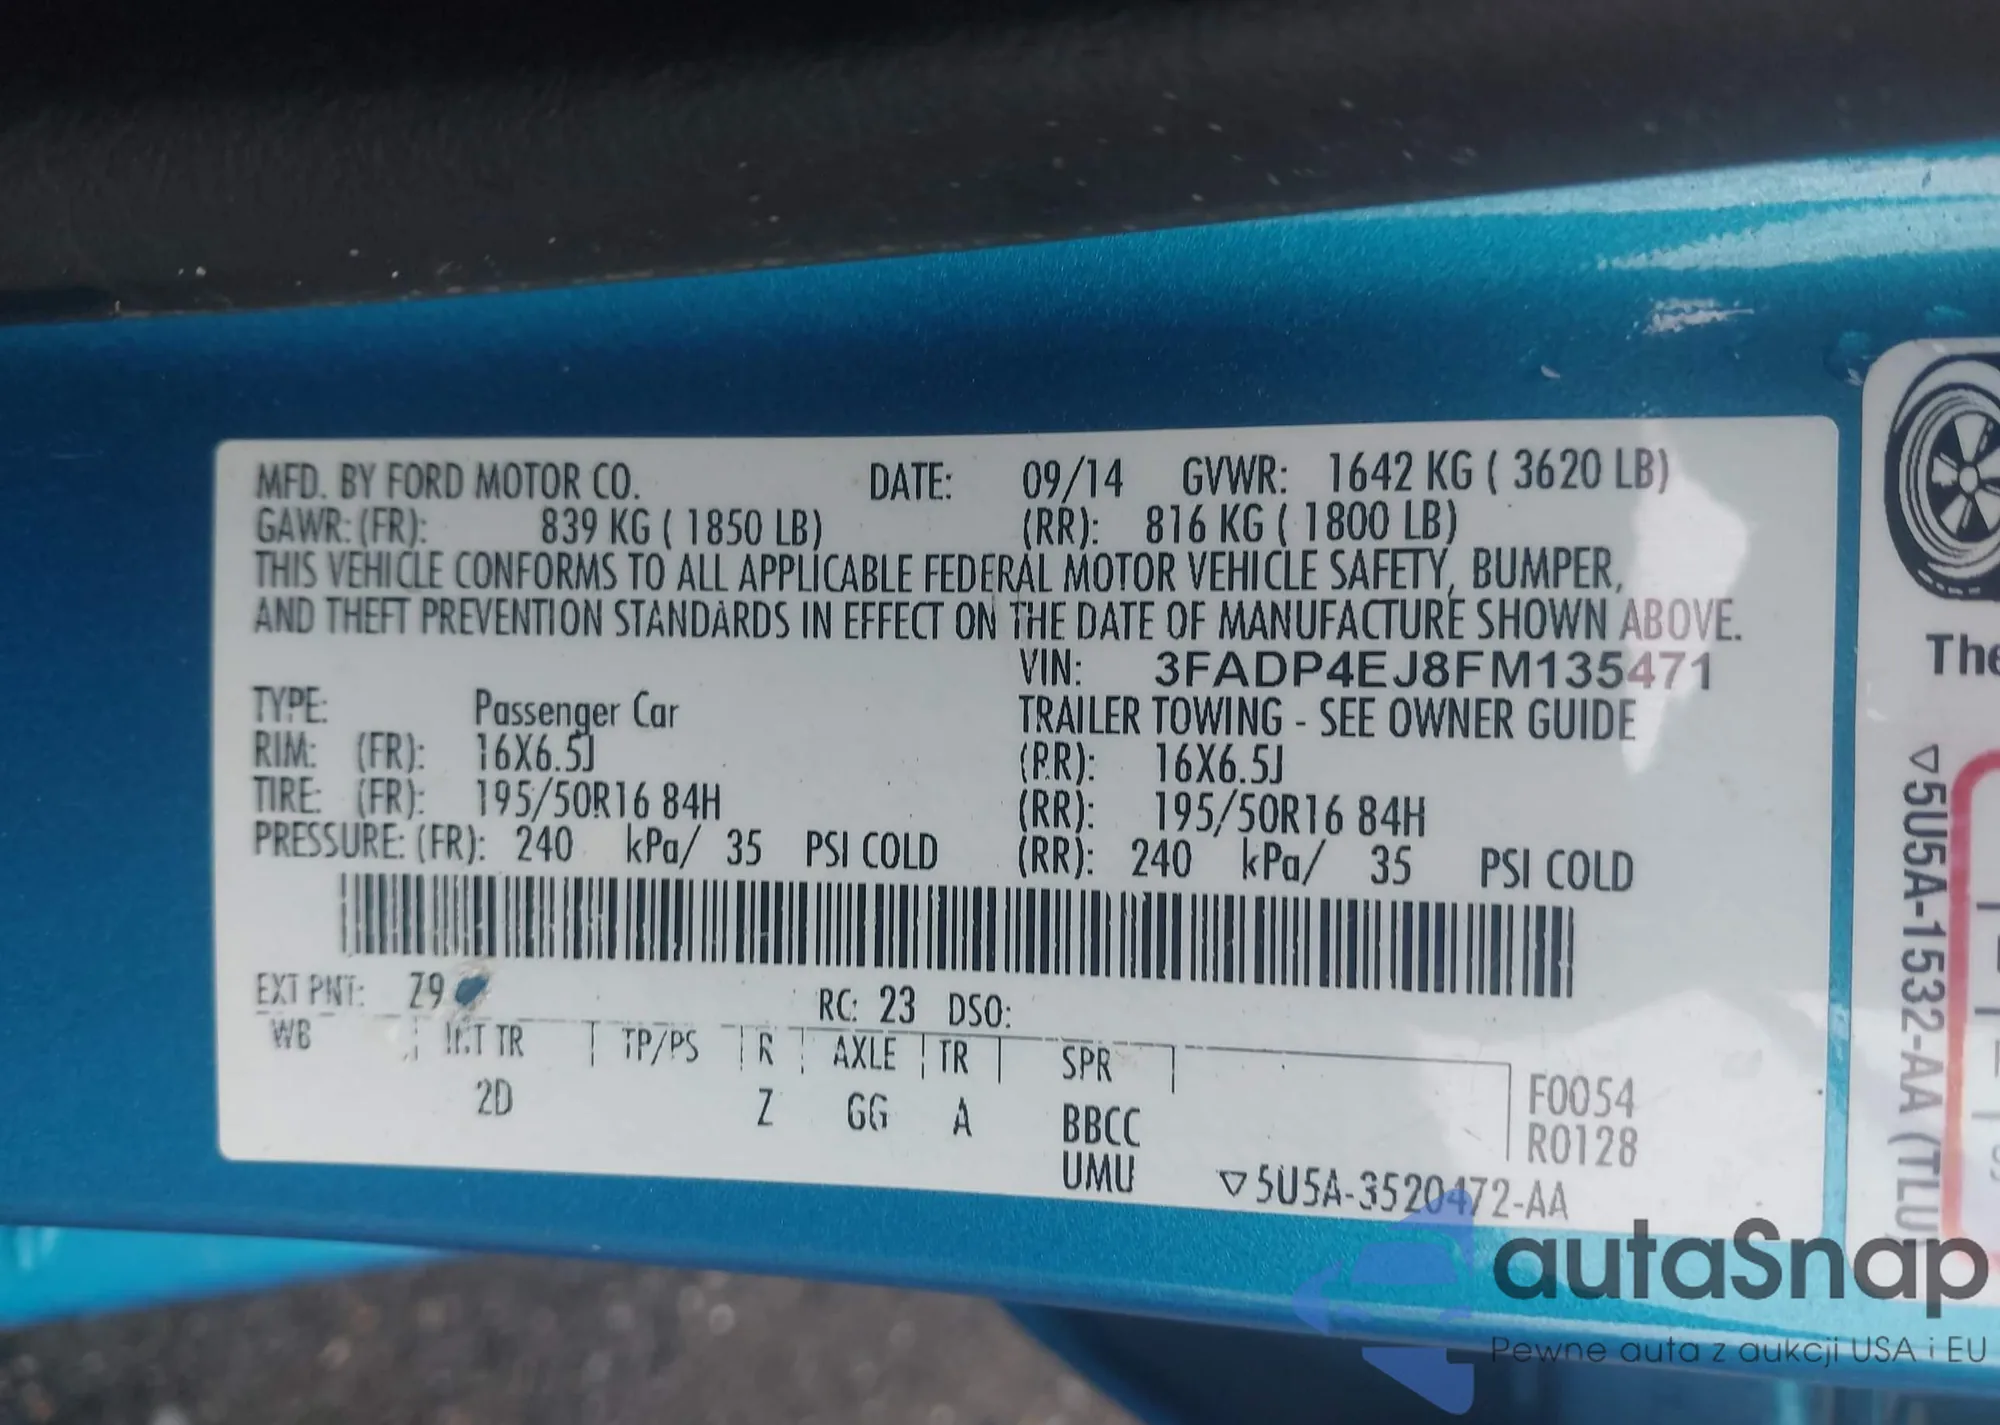 MFD. BY FORD MOTOR CO. DATE: 09/14 GVWR: 1642 KG ( 3620 LB)
GAWR: (FR): 839 KG ( 1850 LB) (RR): 816 KG ( 1800 LB)
THIS VEHICLE CONFORMS TO ALL APPLICABLE FEDERAL MOTOR VEHICLE SAFETY, BUMPER,
AND THEFT PREVENTION STANDARDS IN EFFECT ON THE DATE OF MANUFACTURE SHOWN ABOVE.
VIN: 3FADP4EJ8FM135471
TYPE: Passenger Car TRAILER TOWING - SEE OWNER GUIDE
RIM: (FR): 16X6.5J (RR): 16X6.5J
TIRE: (FR): 195/50R16 84H (RR): 195/50R16 84H
PRESSURE: (FR): 240 kPa/ 35 PSI COLD (RR): 240 kPa/ 35 PSI COLD
EXT PNT: Z9 RC: 23 DSO:
WB INT TR TP/PS R AXLE TR SPR
2D Z GG A BBCC F0054
UMU R0128
▽5U5A-3520472-AA
The
▽5U5A-1532-AA (TLU
autaSnap
Pewne auta z aukcji USA i EU